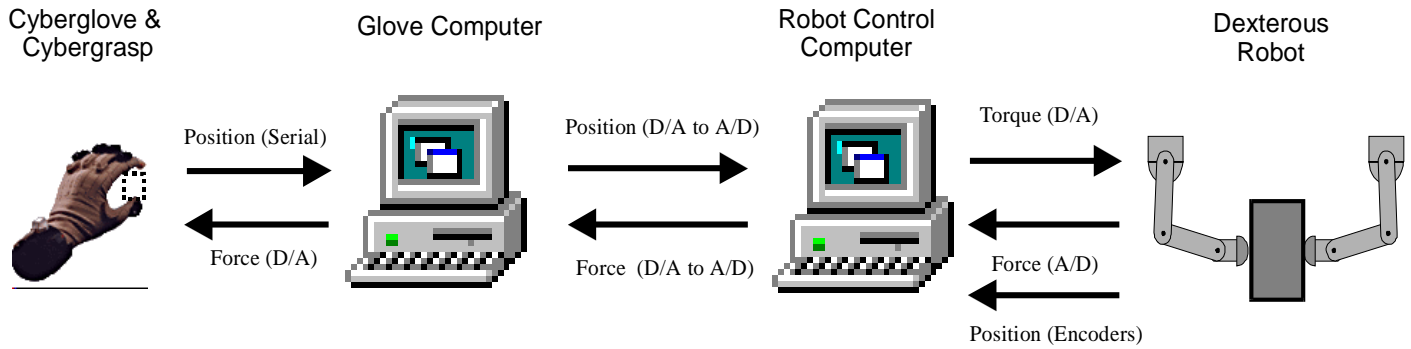 Cyberglove &
Cybergrasp
Glove Computer
Robot Control
Computer
Dexterous
Robot
Position (Serial)
Force (D/A)
Position (D/A to A/D)
Force (D/A to A/D)
Torque (D/A)
Force (A/D)
Position (Encoders)